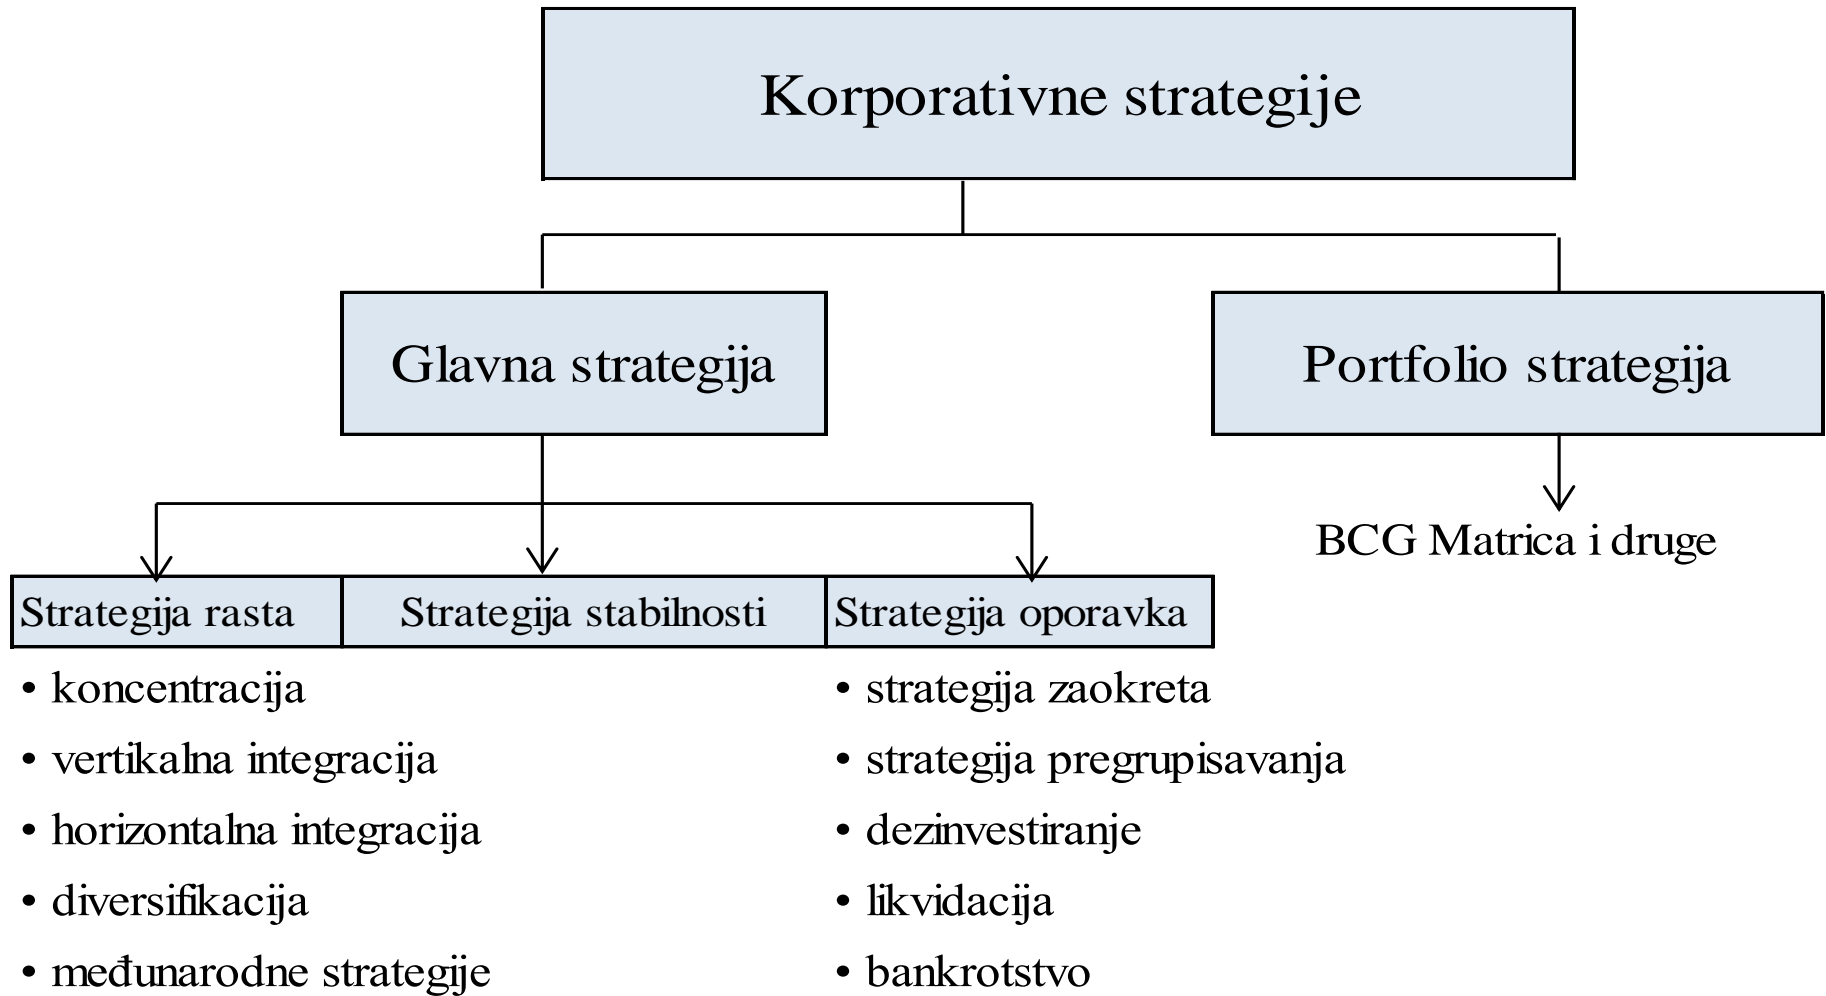 Korporativne strategije
Glavna strategija
Portfolio strategija
BCG Matrica i druge
Strategija rasta
Strategija stabilnosti
Strategija oporavka
• koncentracija
• vertikalna integracija
• horizontalna integracija
• diversifikacija
• međunarodne strategije
• strategija zaokreta
• strategija pregrupisavanja
• dezinvestiranje
• likvidacija
• bankrotstvo